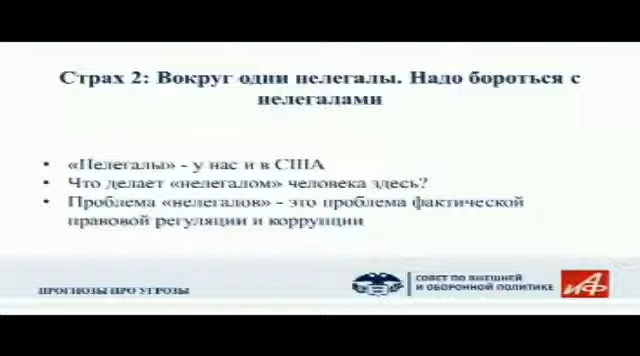 Страх 2: Вокруг одни нелегалы. Надо бороться с
нелегалами
• «Нелегалы» - у нас и в США
• Что делает «нелегалом» человека здесь?
• Проблема «нелегалов» - это проблема фактической
правовой регуляции и коррупции
ПРОГНОЗЫ ПРО УГРОЗЫ
СОВЕТ ПО ВНЕШНЕЙ
И ОБОРОННОЙ ПОЛИТИКЕ
АиФ